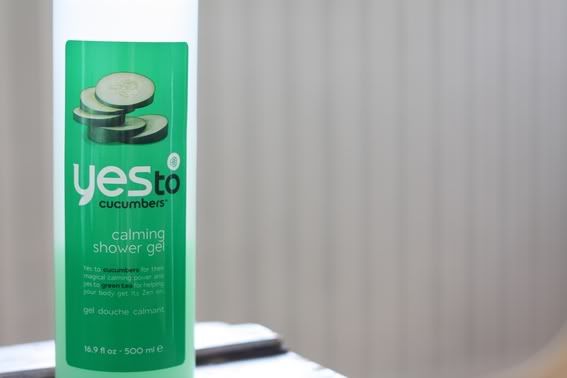 yes to
cucumbers™
calming
shower gel
Yes to cucumbers for their
magical calming power and
yes to green tea for helping
your body get its Zen on.
gel douche calmant
16.9 fl oz - 500 ml ℮